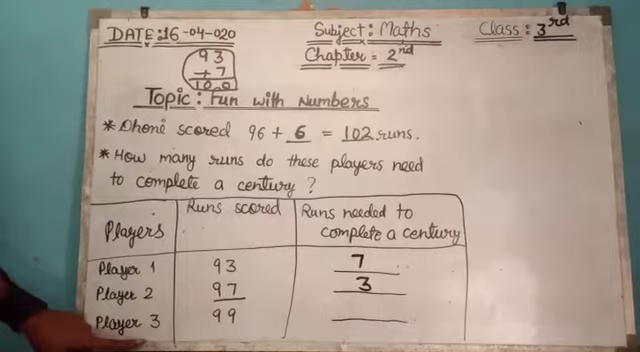 DATE:16-04-020
Subject: Maths
Class: 3rd
Chapter = 2nd
93
+7
100
Topic: Fun with Numbers
* Dhoni scored 96 + 6 = 102 runs.
* How many runs do these players need
to complete a century?
Players | Runs scored | Runs needed to complete a century
Player 1 | 93 | 7
Player 2 | 97 | 3
Player 3 | 99 |